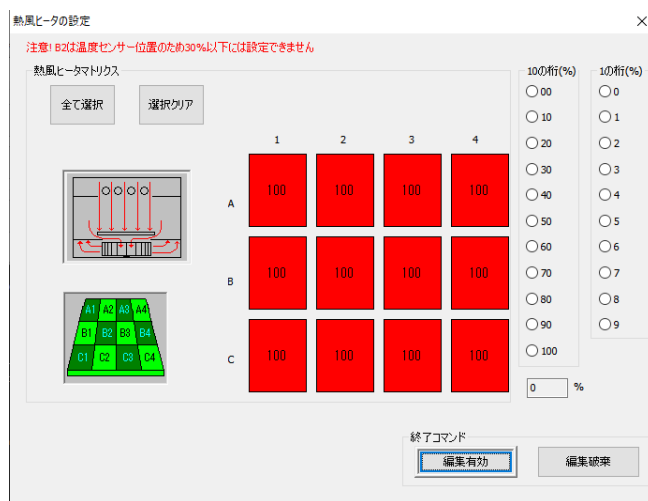 熱風ヒータの設定
注意! B2は温度センサー位置のため30%以下には設定できません
熱風ヒータマトリクス
全て選択 選択クリア
1 2 3 4
A 100 100 100 100
B 100 100 100 100
C 100 100 100 100
A1 A2 A3 A4
B1 B2 B3 B4
C1 C2 C3 C4
10の桁(%)
00
10
20
30
40
50
60
70
80
90
100
1の桁(%)
0
1
2
3
4
5
6
7
8
9
0 %
終了コマンド
編集有効 編集破棄